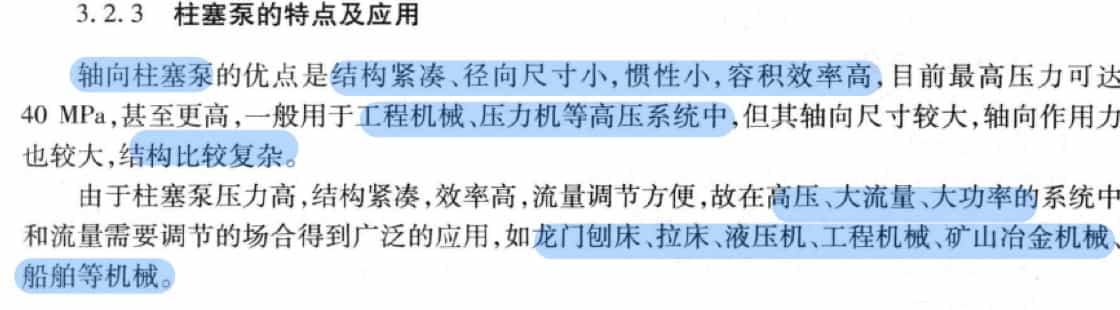 3.2.3 柱塞泵的特点及应用
轴向柱塞泵的优点是结构紧凑、径向尺寸小,惯性小,容积效率高,目前最高压力可达
40 MPa,甚至更高,一般用于工程机械、压力机等高压系统中,但其轴向尺寸较大,轴向作用力
也较大,结构比较复杂。
由于柱塞泵压力高,结构紧凑,效率高,流量调节方便,故在高压、大流量、大功率的系统中
和流量需要调节的场合得到广泛的应用,如龙门刨床、拉床、液压机、工程机械、矿山冶金机械、
船舶等机械。